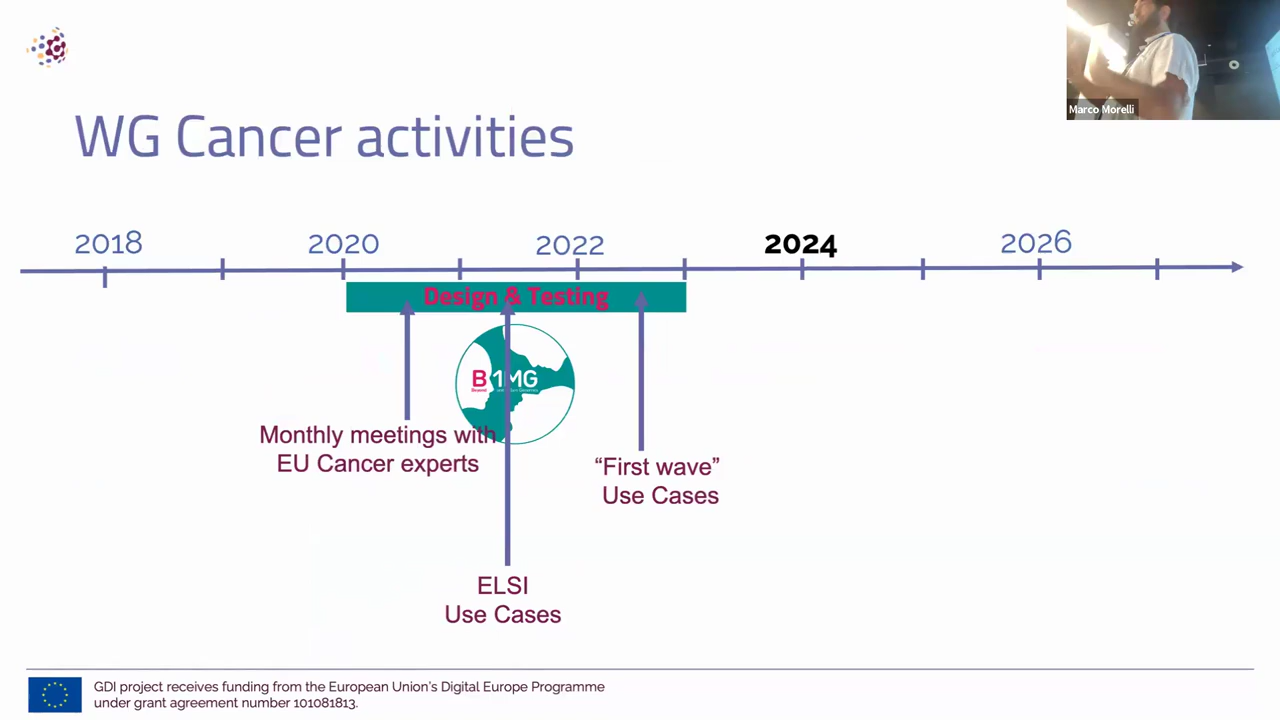 Marco Morelli
WG Cancer activities
2018
2020
2022
2024
2026
Design & Testing
B1MG
Monthly meetings with
EU Cancer experts
"First wave"
Use Cases
ELSI
Use Cases
GDI project receives funding from the European Union's Digital Europe Programme
under grant agreement number 101081813.